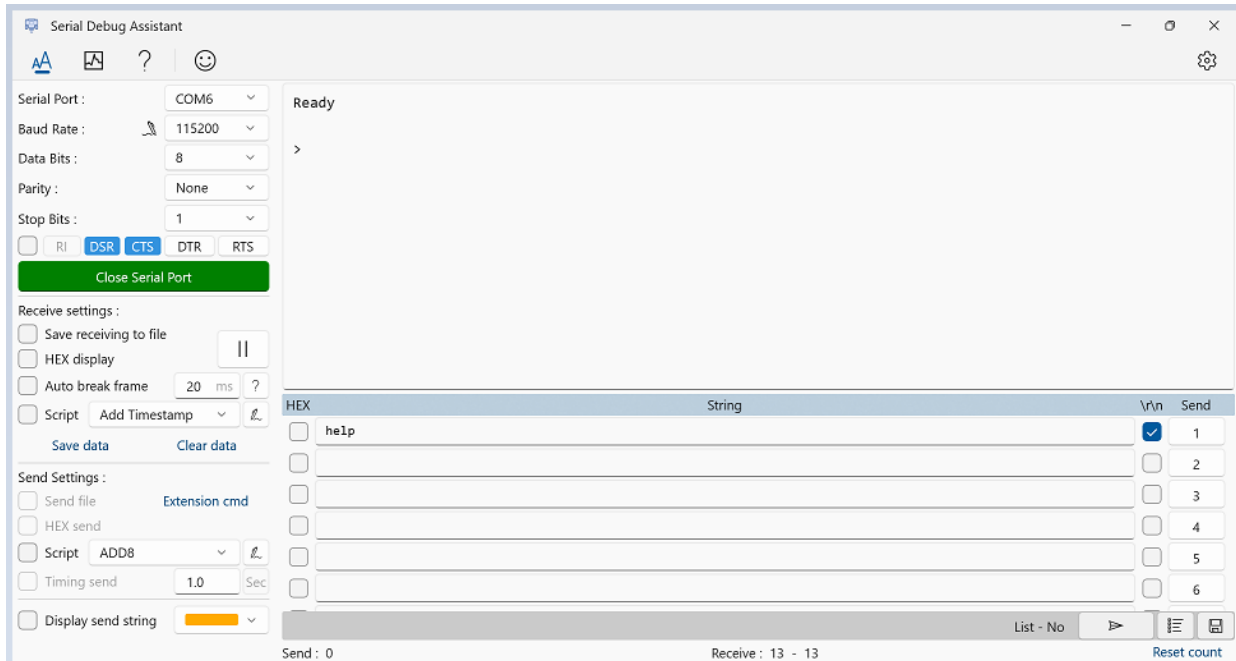 Serial Debug Assistant
Serial Port :
COM6
Baud Rate :
115200
Data Bits :
8
Parity :
None
Stop Bits :
1
RI DSR CTS DTR RTS
Close Serial Port
Receive settings :
Save receiving to file
HEX display
Auto break frame 20 ms ?
Script Add Timestamp
Save data Clear data
Send Settings :
Send file Extension cmd
HEX send
Script ADD8
Timing send 1.0 Sec
Display send string
Ready
>
HEX String \r\n Send
help 1
2
3
4
5
6
List - No
Send : 0 Receive : 13 - 13 Reset count